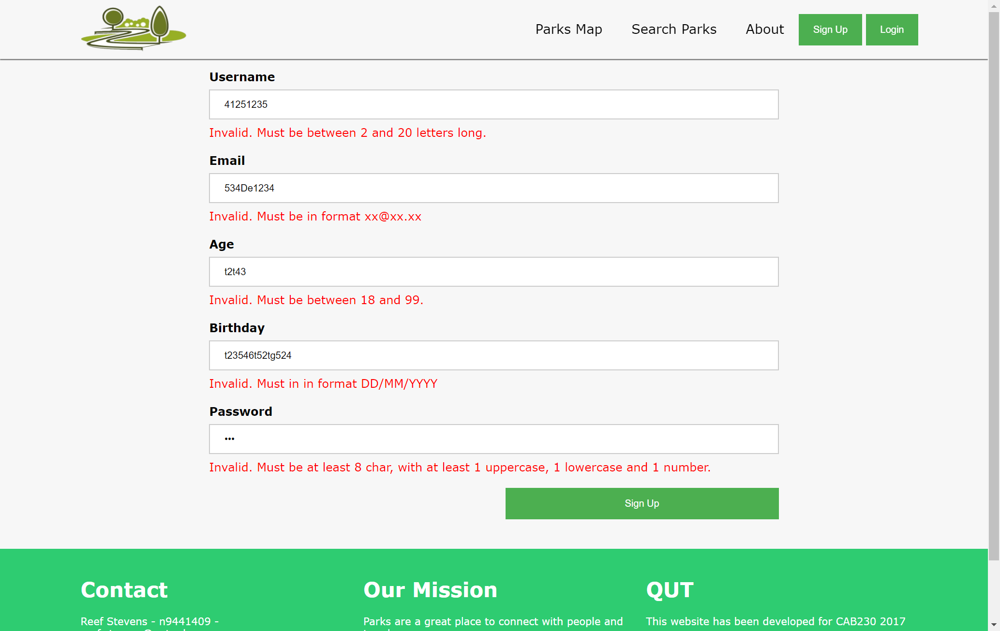 Parks Map Search Parks About Sign Up Login
Username
41251235
Invalid. Must be between 2 and 20 letters long.
Email
534De1234
Invalid. Must be in format xx@xx.xx
Age
t2t43
Invalid. Must be between 18 and 99.
Birthday
t23546t52tg524
Invalid. Must in in format DD/MM/YYYY
Password
•••
Invalid. Must be at least 8 char, with at least 1 uppercase, 1 lowercase and 1 number.
Sign Up
Contact
Reef Stevens - n9441409 -
Our Mission
Parks are a great place to connect with people and
QUT
This website has been developed for CAB230 2017